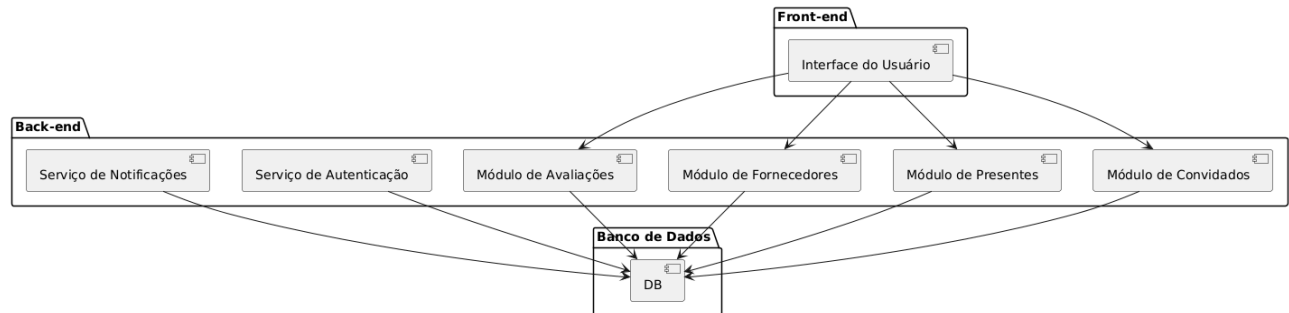 Front-end
Interface do Usuário
Back-end
Serviço de Notificações
Serviço de Autenticação
Módulo de Avaliações
Módulo de Fornecedores
Módulo de Presentes
Módulo de Convidados
Banco de Dados
DB